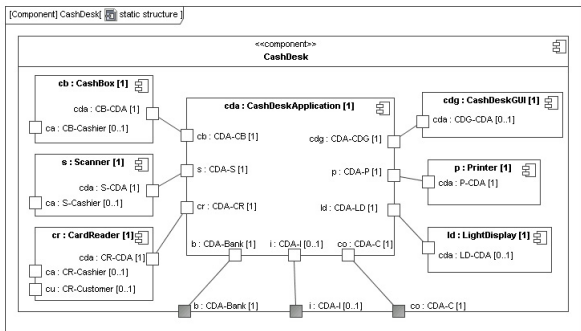 [Component] CashDesk[ static structure ]
<<component>>
CashDesk
cb : CashBox [1]
cda : CB-CDA [1]
ca : CB-Cashier [0..1]
s : Scanner [1]
cda : S-CDA [1]
ca : S-Cashier [0..1]
cr : CardReader[1]
cda : CR-CDA [1]
ca : CR-Cashier [0..1]
cu : CR-Customer [0..1]
cda : CashDeskApplication [1]
cb : CDA-CB [1]
s : CDA-S [1]
cr : CDA-CR [1]
cdg : CDA-CDG [1]
p : CDA-P [1]
ld : CDA-LD [1]
b : CDA-Bank [1]
i : CDA-I [0..1]
co : CDA-C [1]
cdg : CashDeskGUI [1]
cda : CDG-CDA [0..1]
p : Printer [1]
cda : P-CDA [1]
ld : LightDisplay [1]
cda : LD-CDA [0..1]
b : CDA-Bank [1]
i : CDA-I [0..1]
co : CDA-C [1]